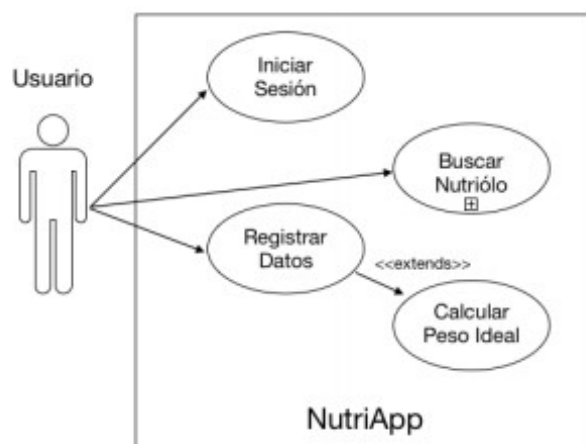 Usuario
Iniciar
Sesión
Buscar
Nutriólo
Registrar
Datos
<<extends>>
Calcular
Peso Ideal
NutriApp